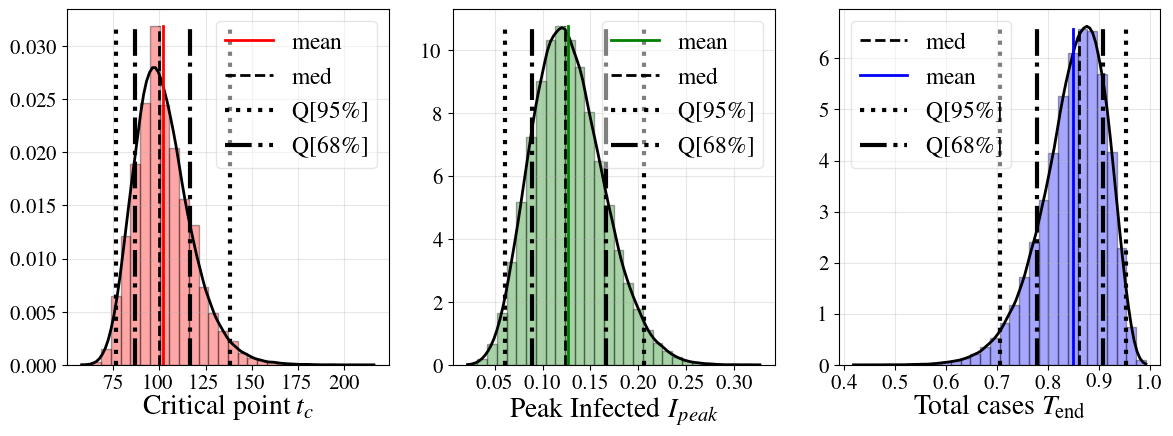 0.030
0.025
0.020
0.015
0.010
0.005
0.000
mean
med
Q[95%]
Q[68%]
75
100
125
150
175
200
Critical point t_c
10
8
6
4
2
0
mean
med
Q[95%]
Q[68%]
0.05
0.10
0.15
0.20
0.25
0.30
Peak Infected I_peak
6
5
4
3
2
1
0
med
mean
Q[95%]
Q[68%]
0.4
0.5
0.6
0.7
0.8
0.9
1.0
Total cases T_end